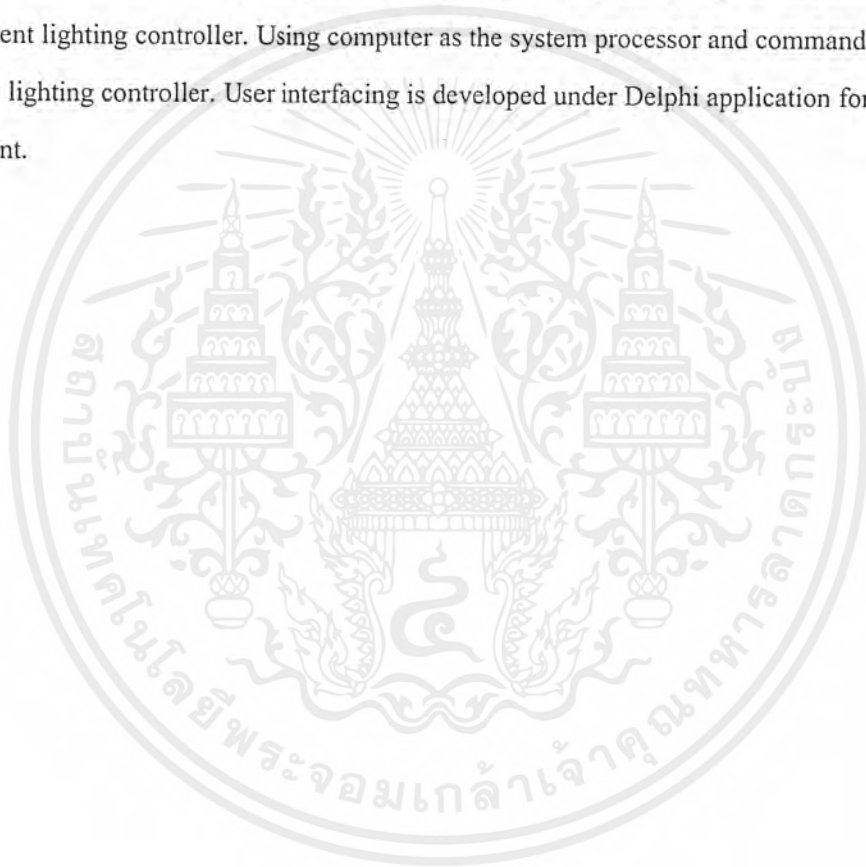 ent lighting controller. Using computer as the system processor and command
lighting controller. User interfacing is developed under Delphi application for
nt.
สถาบันเทคโนโลยีพระจอมเกล้าเจ้าคุณทหารลาดกระบัง
๔